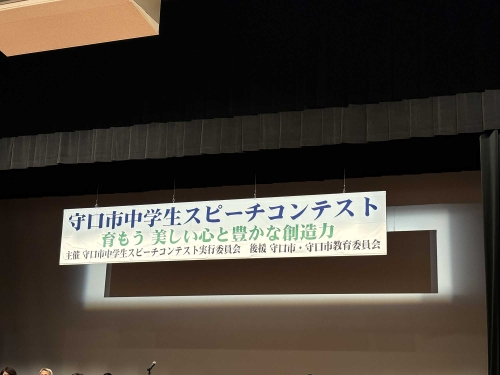 守口市中学生スピーチコンテスト
育もう 美しい心と豊かな創造力
主催 守口市中学生スピーチコンテスト実行委員会 後援 守口市・守口市教育委員会